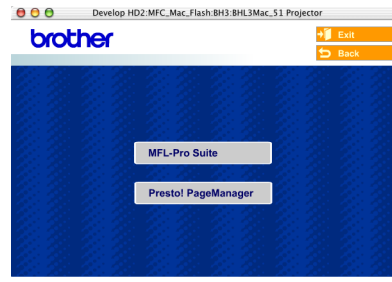 Develop HD2:MFC_Mac_Flash:BH3:BHL3Mac_51 Projector
brother
Exit
Back
MFL-Pro Suite
Presto! PageManager